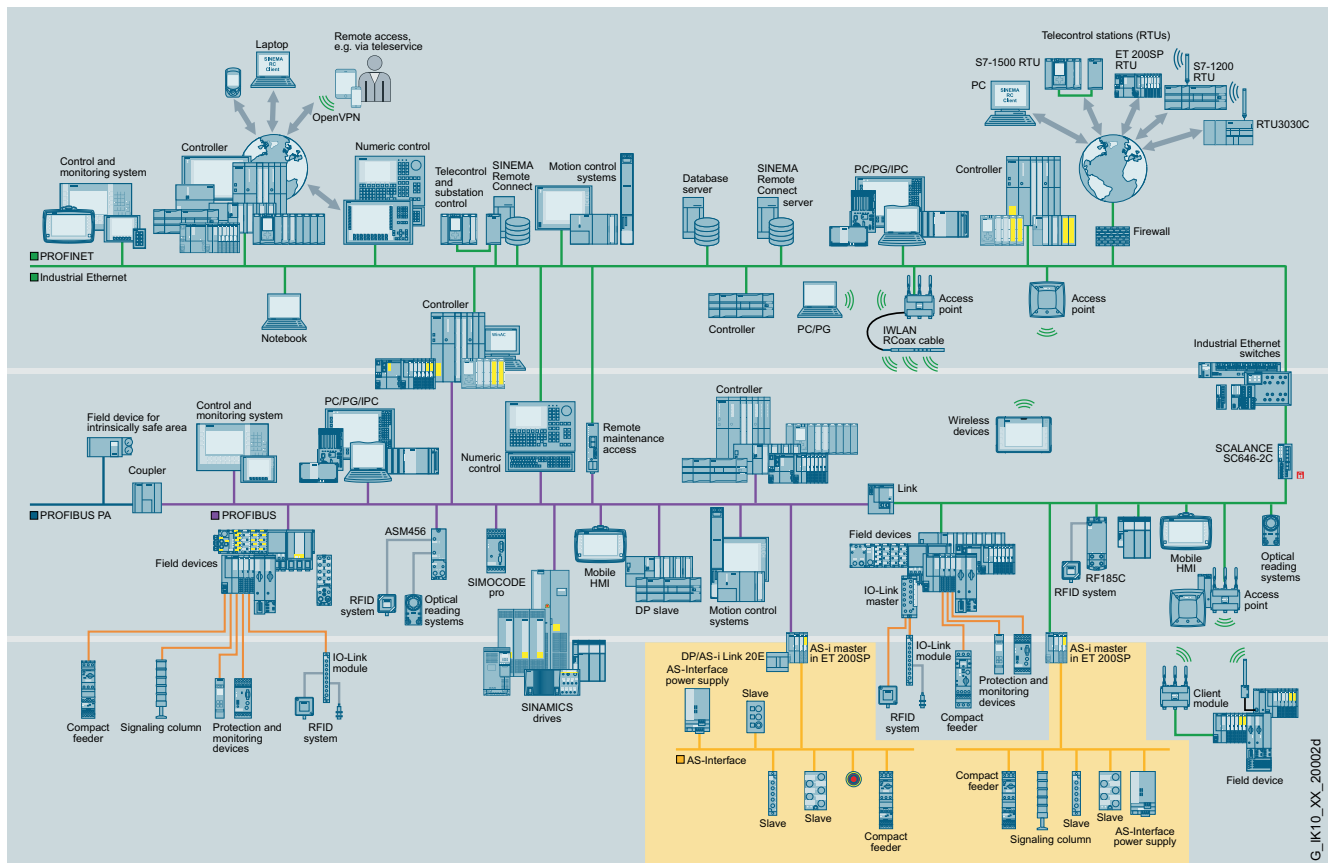 Remote access,
e.g. via teleservice
Laptop
SINEMA
RC
Client
OpenVPN
Telecontrol stations (RTUs)
S7-1500 RTU
ET 200SP
RTU
S7-1200
RTU
PC
SINEMA
RC
Client
RTU3030C
Control and
monitoring system
Controller
Numeric control
Telecontrol
and
substation
control
SINEMA
Remote
Connect
Motion control
systems
Database
server
SINEMA
Remote
Connect
server
PC/PG/IPC
Controller
Firewall
PROFINET
Industrial Ethernet
Notebook
Controller
WinAC
Controller
PC/PG
Access
point
IWLAN
RCoax cable
Access
point
Industrial Ethernet
switches
Field device for
intrinsically safe area
Control and
monitoring system
PC/PG/IPC
Numeric
control
Remote
maintenance
access
Controller
Wireless
devices
SCALANCE
SC646-2C
Coupler
Link
PROFIBUS PA
PROFIBUS
Field devices
ASM456
RFID
system
Optical
reading
systems
SIMOCODE
pro
Mobile
HMI
DP slave
Motion control
systems
Field devices
IO-Link
master
RF185C
RFID system
Mobile
HMI
Optical
reading systems
Access
point
IO-Link
module
Compact
feeder
Signaling column
Protection and
monitoring
devices
RFID
system
SINAMICS
drives
DP/AS-i Link 20E
AS-i master
in ET 200SP
AS-Interface
power supply
Slave
IO-Link
module
RFID
system
Compact
feeder
Protection and
monitoring
devices
AS-i master
in ET 200SP
Client
module
Field device
AS-Interface
Slave
Slave
Compact
feeder
Compact
feeder
Signaling column
Slave
Slave
AS-Interface
power supply
G_IK10_XX_20002d